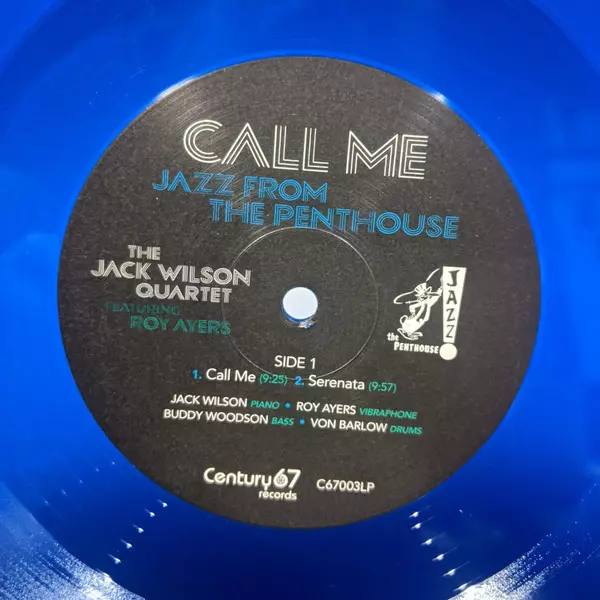 CALL ME
JAZZ FROM
THE PENTHOUSE
THE
JACK WILSON
QUARTET
FEATURING
ROY AYERS
JAZZ!
the
PENTHOUSE
SIDE 1
1. Call Me (9:25) 2. Serenata (9:57)
JACK WILSON PIANO • ROY AYERS VIBRAPHONE
BUDDY WOODSON BASS • VON BARLOW DRUMS
Century67
records
C67003LP